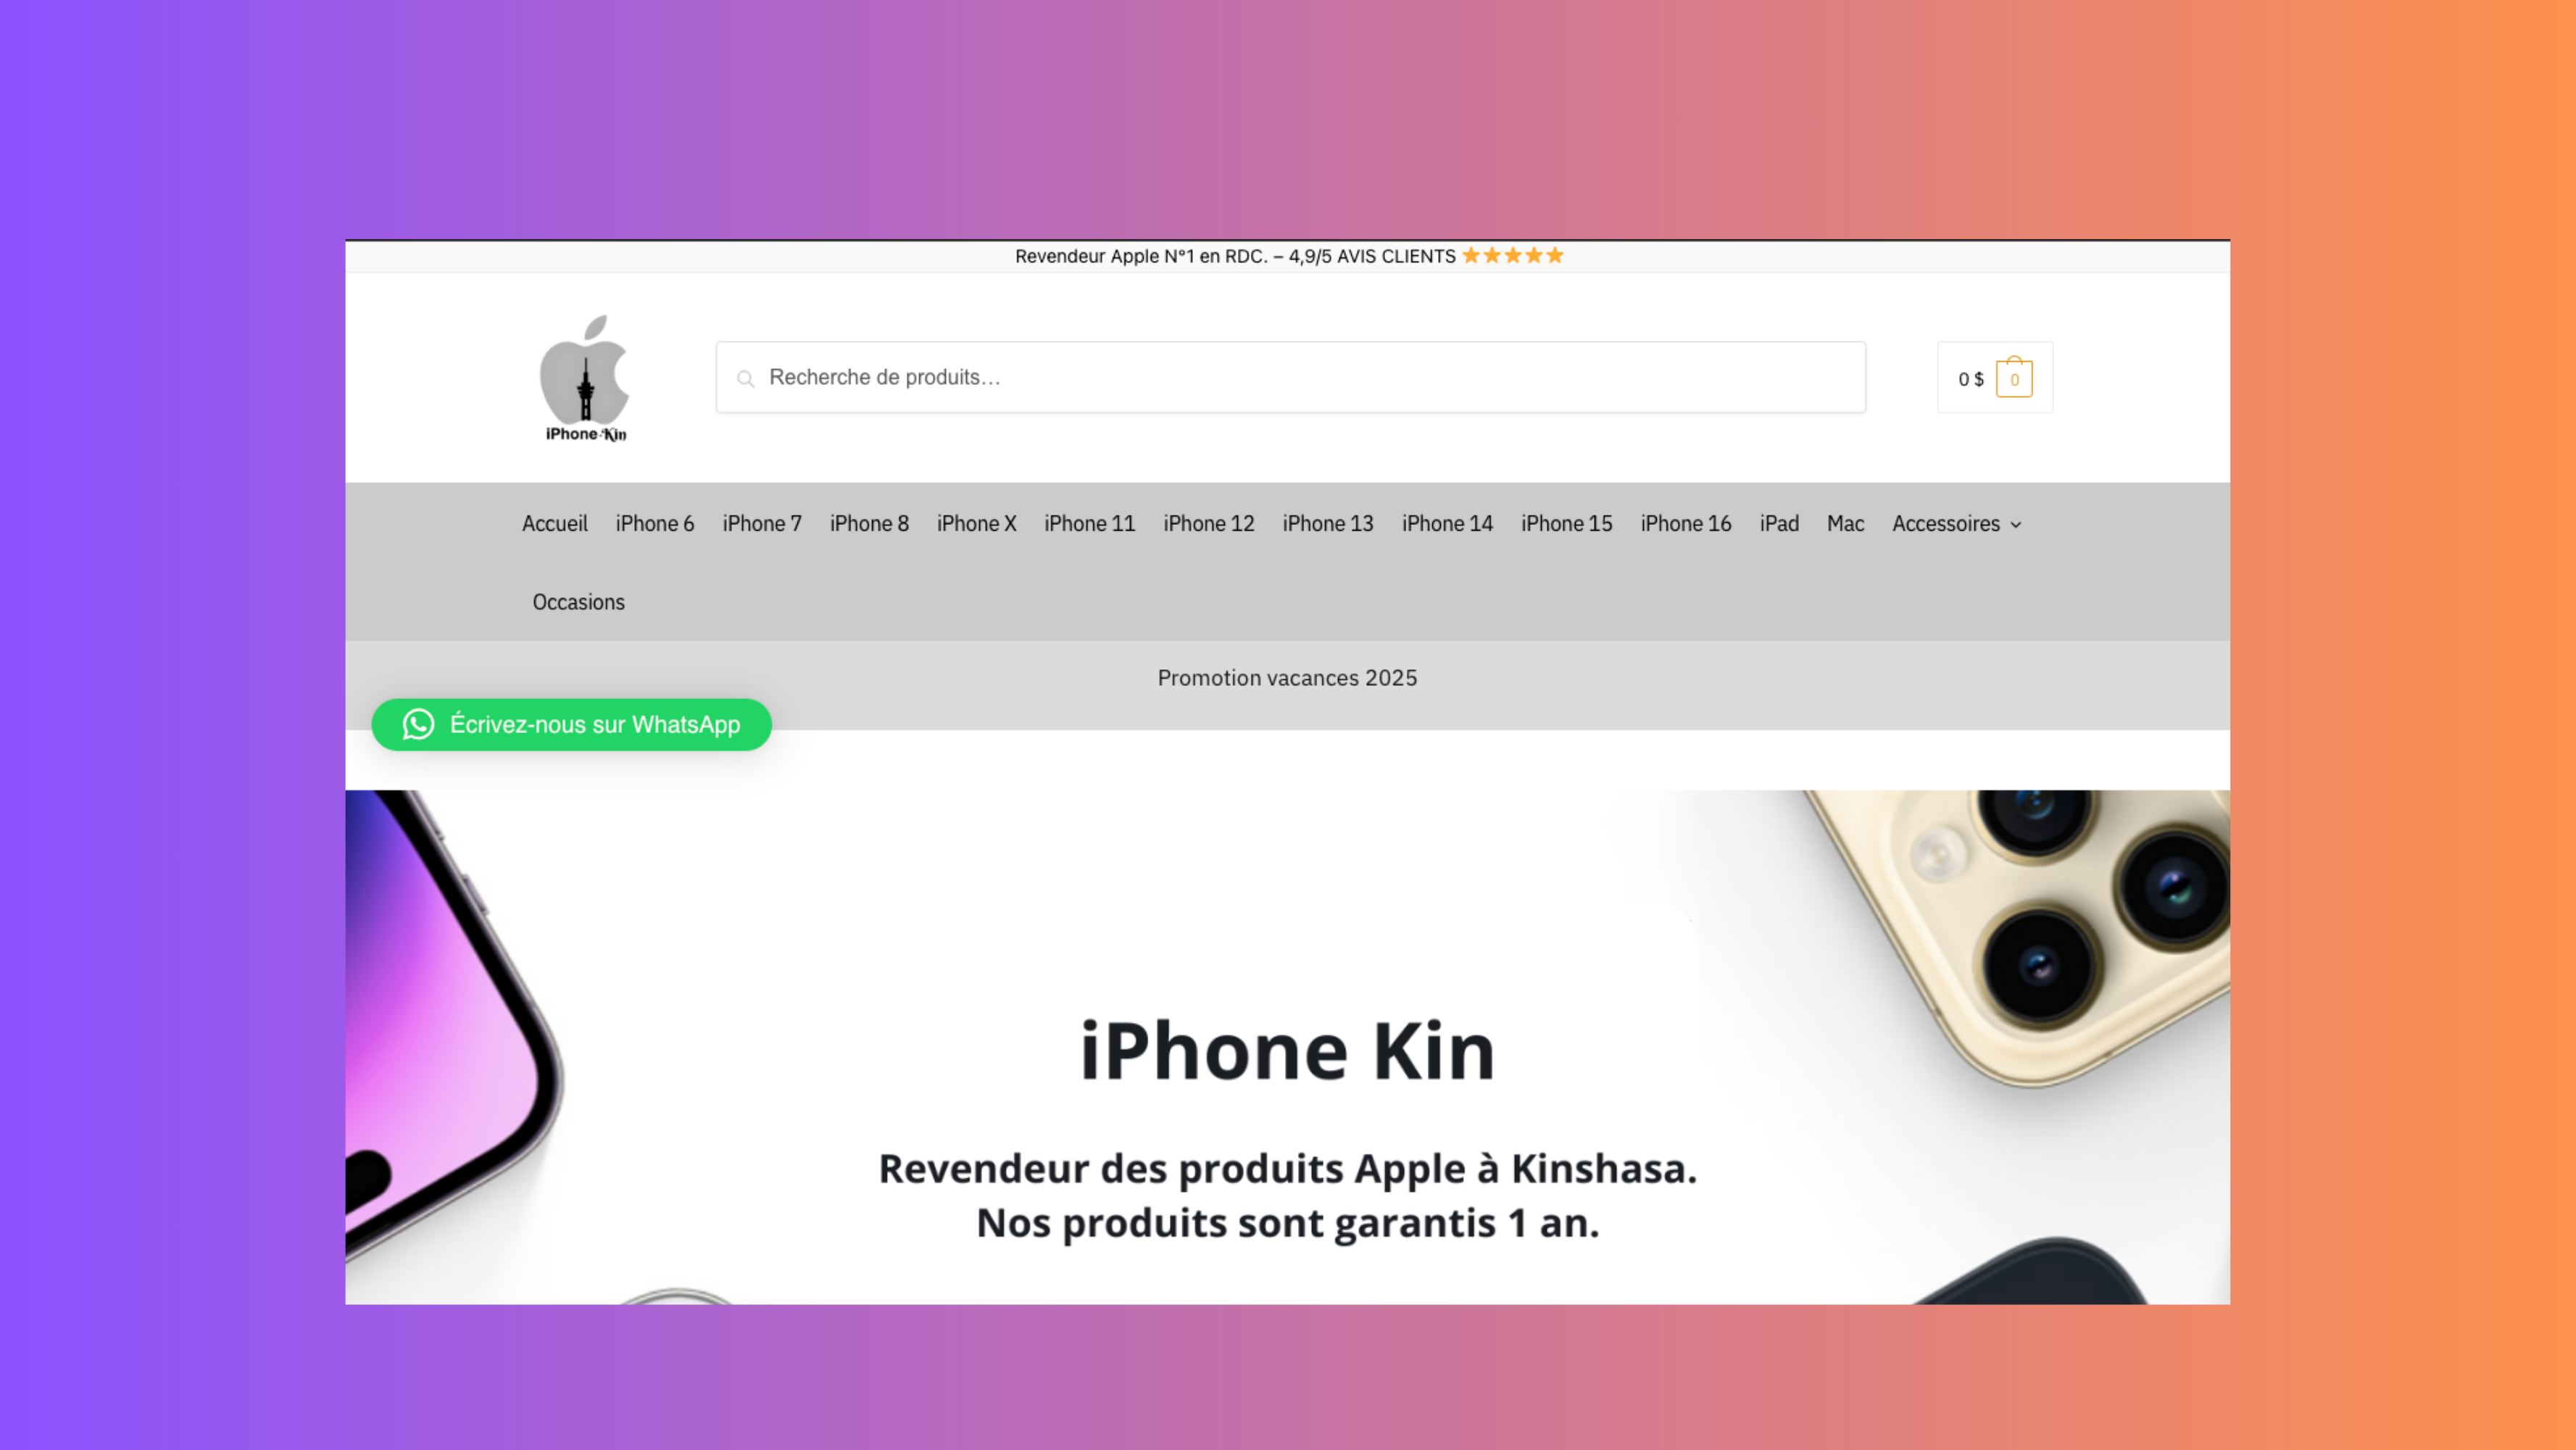 Revendeur Apple N°1 en RDC. – 4,9/5 AVIS CLIENTS ⭐⭐⭐⭐⭐
iPhone Kin
Recherche de produits…
0 $ 0
Accueil iPhone 6 iPhone 7 iPhone 8 iPhone X iPhone 11 iPhone 12 iPhone 13 iPhone 14 iPhone 15 iPhone 16 iPad Mac Accessoires
Occasions
Promotion vacances 2025
Écrivez-nous sur WhatsApp
iPhone Kin
Revendeur des produits Apple à Kinshasa.
Nos produits sont garantis 1 an.